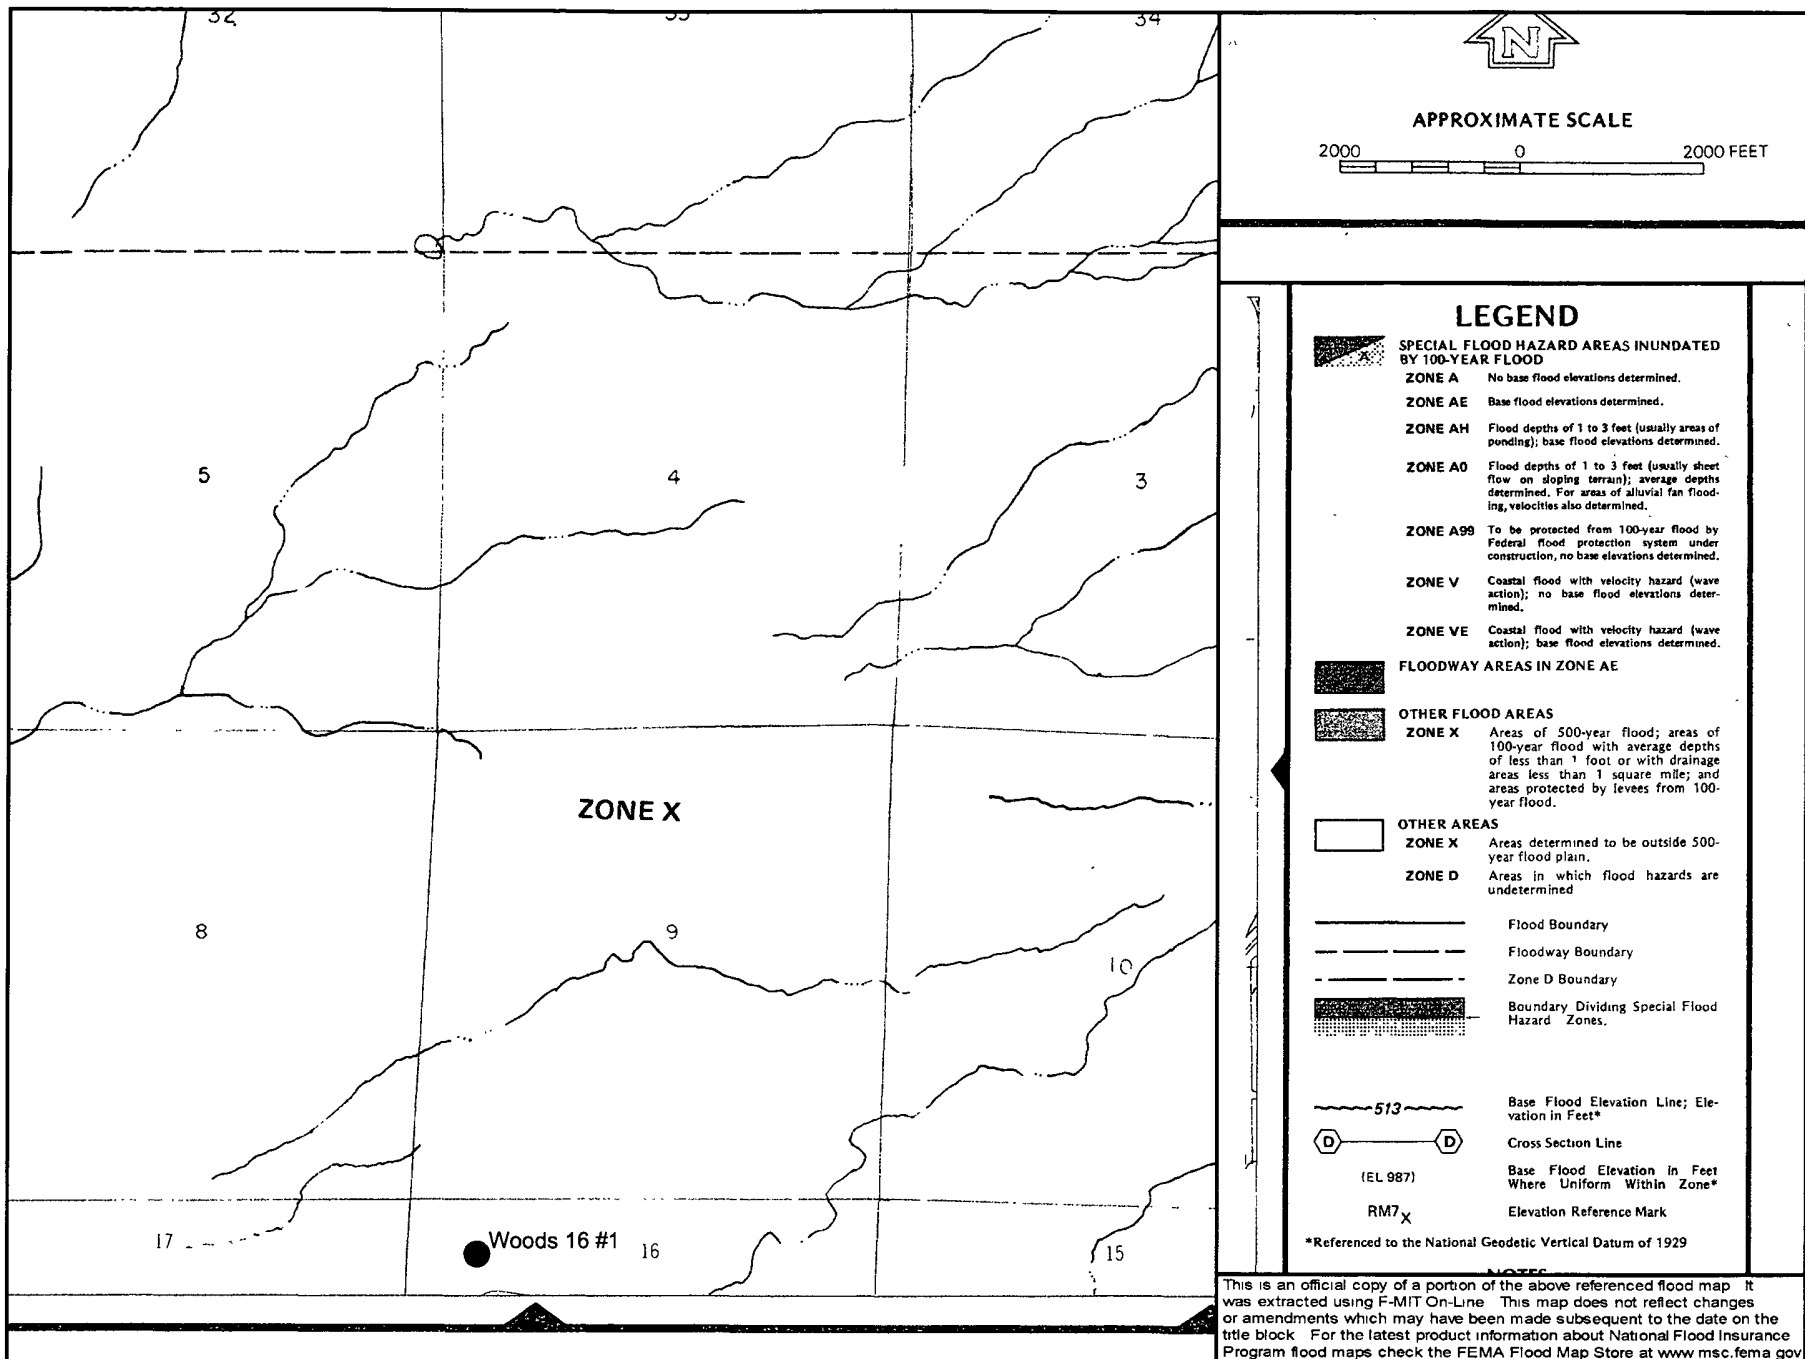 32
33
34
5
4
3
ZONE X
8
9
10
17
Woods 16 #1
16
15
N
APPROXIMATE SCALE
2000 0 2000 FEET
LEGEND
SPECIAL FLOOD HAZARD AREAS INUNDATED
BY 100-YEAR FLOOD
ZONE A No base flood elevations determined.
ZONE AE Base flood elevations determined.
ZONE AH Flood depths of 1 to 3 feet (usually areas of
ponding); base flood elevations determined.
ZONE A0 Flood depths of 1 to 3 feet (usually sheet
flow on sloping terrain); average depths
determined. For areas of alluvial fan flood-
ing, velocities also determined.
ZONE A99 To be protected from 100-year flood by
Federal flood protection system under
construction, no base elevations determined.
ZONE V Coastal flood with velocity hazard (wave
action); no base flood elevations deter-
mined.
ZONE VE Coastal flood with velocity hazard (wave
action); base flood elevations determined.
FLOODWAY AREAS IN ZONE AE
OTHER FLOOD AREAS
ZONE X Areas of 500-year flood; areas of
100-year flood with average depths
of less than 1 foot or with drainage
areas less than 1 square mile; and
areas protected by levees from 100-
year flood.
OTHER AREAS
ZONE X Areas determined to be outside 500-
year flood plain.
ZONE D Areas in which flood hazards are
undetermined
Flood Boundary
Floodway Boundary
Zone D Boundary
Boundary Dividing Special Flood
Hazard Zones.
513 Base Flood Elevation Line; Ele-
vation in Feet*
D D Cross Section Line
(EL 987) Base Flood Elevation in Feet
Where Uniform Within Zone*
RM7X Elevation Reference Mark
*Referenced to the National Geodetic Vertical Datum of 1929
NOTES
This is an official copy of a portion of the above referenced flood map It
was extracted using F-MIT On-Line This map does not reflect changes
or amendments which may have been made subsequent to the date on the
title block For the latest product information about National Flood Insurance
Program flood maps check the FEMA Flood Map Store at www msc.fema gov